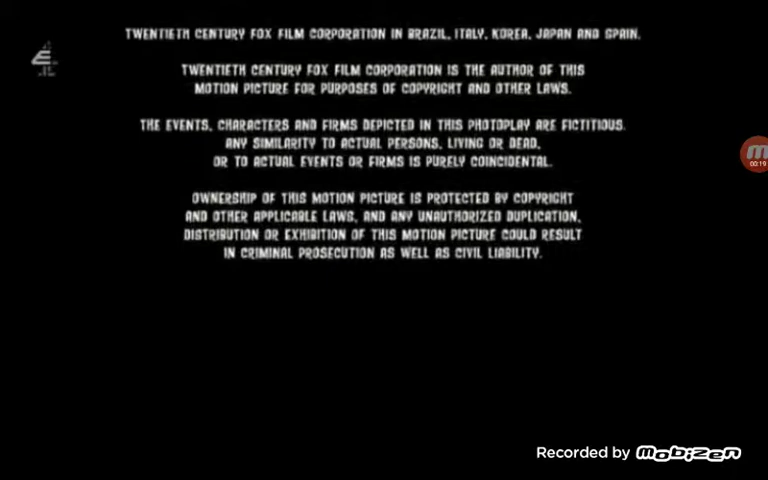 TWENTIETH CENTURY FOX FILM CORPORATION IN BRAZIL, ITALY, KOREA, JAPAN AND SPAIN.
TWENTIETH CENTURY FOX FILM CORPORATION IS THE AUTHOR OF THIS
MOTION PICTURE FOR PURPOSES OF COPYRIGHT AND OTHER LAWS.
THE EVENTS, CHARACTERS AND FIRMS DEPICTED IN THIS PHOTOPLAY ARE FICTITIOUS.
ANY SIMILARITY TO ACTUAL PERSONS, LIVING OR DEAD,
OR TO ACTUAL EVENTS OR FIRMS IS PURELY COINCIDENTAL.
OWNERSHIP OF THIS MOTION PICTURE IS PROTECTED BY COPYRIGHT
AND OTHER APPLICABLE LAWS, AND ANY UNAUTHORIZED DUPLICATION,
DISTRIBUTION OR EXHIBITION OF THIS MOTION PICTURE COULD RESULT
IN CRIMINAL PROSECUTION AS WELL AS CIVIL LIABILITY.
M
00:19
Recorded by mobizen